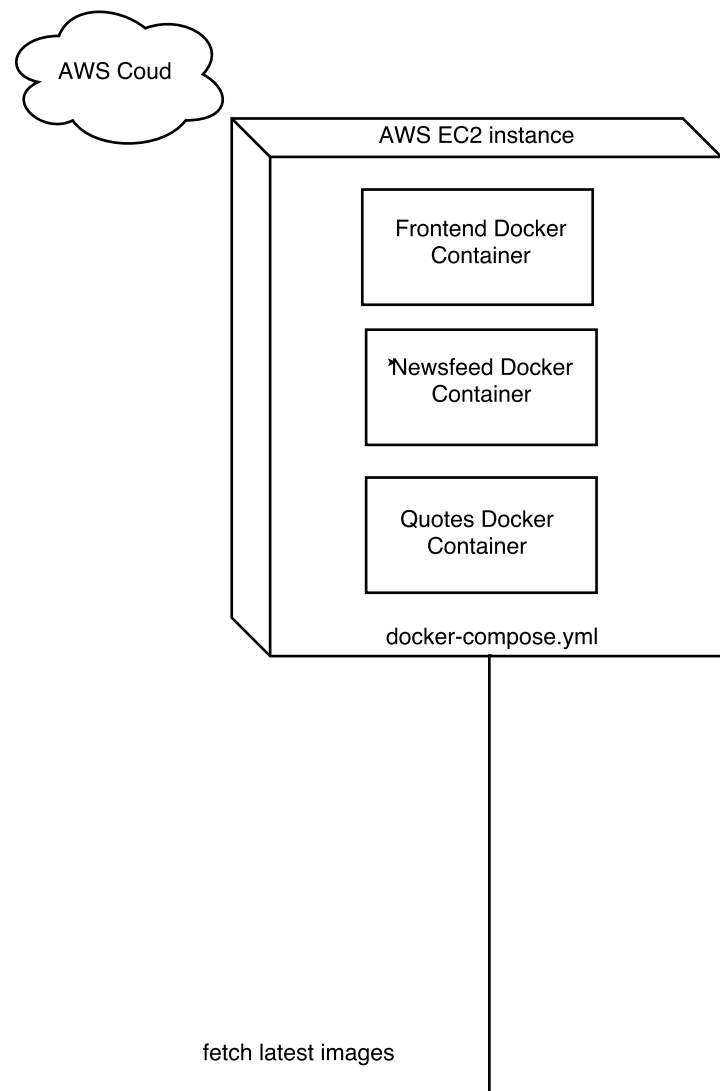 AWS Coud
AWS EC2 instance
Frontend Docker
Container
Newsfeed Docker
Container
Quotes Docker
Container
docker-compose.yml
fetch latest images